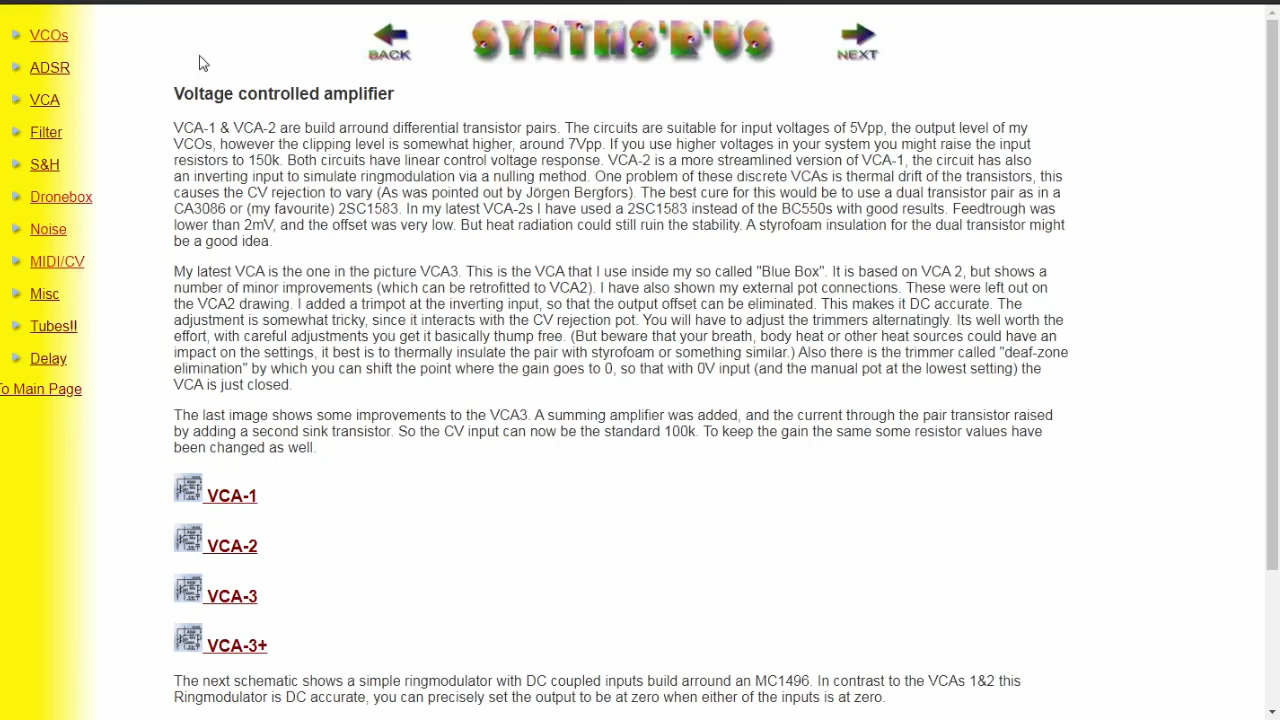 VCOs
ADSR
VCA
Filter
S&H
Dronebox
Noise
MIDI/CV
Misc
Tubes!!
Delay
To Main Page
BACK
SYNTHS'R'US
NEXT
Voltage controlled amplifier
VCA-1 & VCA-2 are build arround differential transistor pairs. The circuits are suitable for input voltages of 5Vpp, the output level of my
VCOs, however the clipping level is somewhat higher, around 7Vpp. If you use higher voltages in your system you might raise the input
resistors to 150k. Both circuits have linear control voltage response. VCA-2 is a more streamlined version of VCA-1, the circuit has also
an inverting input to simulate ringmodulation via a nulling method. One problem of these discrete VCAs is thermal drift of the transistors, this
causes the CV rejection to vary (As was pointed out by Jörgen Bergfors). The best cure for this would be to use a dual transistor pair as in a
CA3086 or (my favourite) 2SC1583. In my latest VCA-2s I have used a 2SC1583 instead of the BC550s with good results. Feedtrough was
lower than 2mV, and the offset was very low. But heat radiation could still ruin the stability. A styrofoam insulation for the dual transistor might
be a good idea.
My latest VCA is the one in the picture VCA3. This is the VCA that I use inside my so called "Blue Box". It is based on VCA 2, but shows a
number of minor improvements (which can be retrofitted to VCA2). I have also shown my external pot connections. These were left out on
the VCA2 drawing. I added a trimpot at the inverting input, so that the output offset can be eliminated. This makes it DC accurate. The
adjustment is somewhat tricky, since it interacts with the CV rejection pot. You will have to adjust the trimmers alternatingly. Its well worth the
effort, with careful adjustments you get it basically thump free. (But beware that your breath, body heat or other heat sources could have an
impact on the settings, it best is to thermally insulate the pair with styrofoam or something similar.) Also there is the trimmer called "deaf-zone
elimination" by which you can shift the point where the gain goes to 0, so that with 0V input (and the manual pot at the lowest setting) the
VCA is just closed.
The last image shows some improvements to the VCA3. A summing amplifier was added, and the current through the pair transistor raised
by adding a second sink transistor. So the CV input can now be the standard 100k. To keep the gain the same some resistor values have
been changed as well.
VCA-1
VCA-2
VCA-3
VCA-3+
The next schematic shows a simple ringmodulator with DC coupled inputs build arround an MC1496. In contrast to the VCAs 1&2 this
Ringmodulator is DC accurate, you can precisely set the output to be at zero when either of the inputs is at zero.